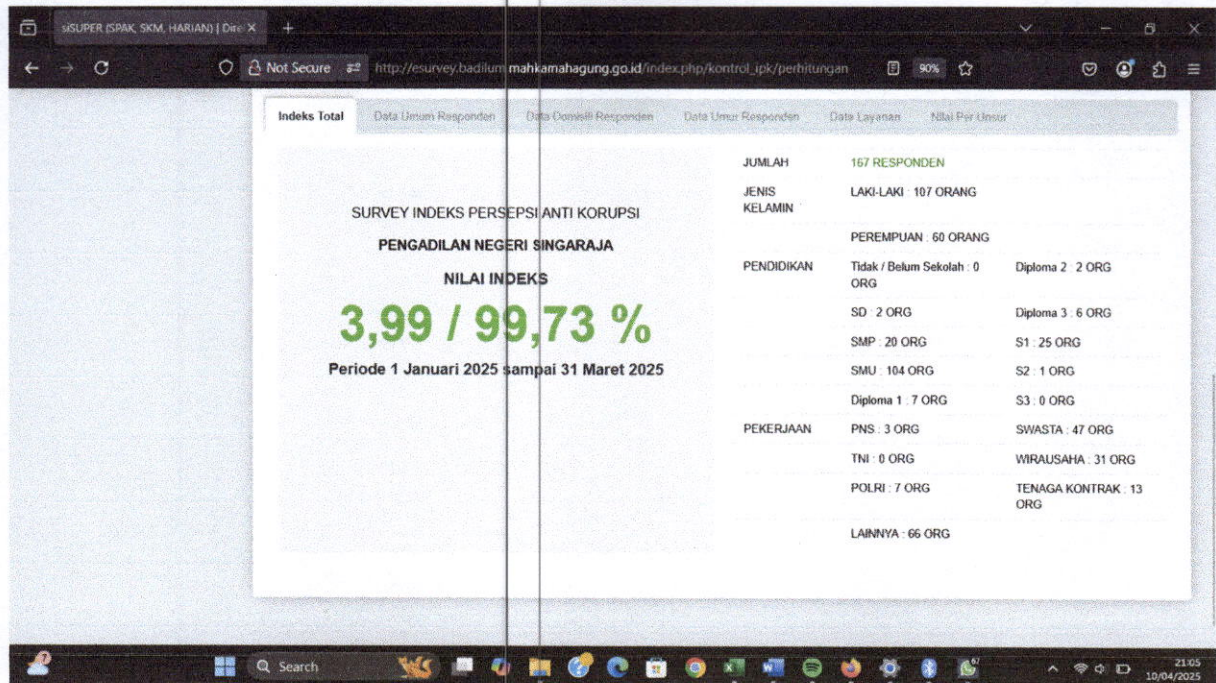 siSUPER (SPAK, SKM, HARIAN) | Dire
Not Secure
http://esurvey.badilum.mahkamahagung.go.id/index.php/kontrol_ipk/perhitungan
90%
Indeks Total Data Umum Responden Data Domisili Responden Data Umur Responden Data Layanan Nilai Per Unsur
SURVEY INDEKS PERSEPSI ANTI KORUPSI
PENGADILAN NEGERI SINGARAJA
NILAI INDEKS
3,99 / 99,73 %
Periode 1 Januari 2025 sampai 31 Maret 2025
JUMLAH 167 RESPONDEN
JENIS KELAMIN LAKI-LAKI : 107 ORANG
PEREMPUAN : 60 ORANG
PENDIDIKAN Tidak / Belum Sekolah : 0 ORG Diploma 2 : 2 ORG
SD : 2 ORG Diploma 3 : 6 ORG
SMP : 20 ORG S1 : 25 ORG
SMU : 104 ORG S2 : 1 ORG
Diploma 1 : 7 ORG S3 : 0 ORG
PEKERJAAN PNS : 3 ORG SWASTA : 47 ORG
TNI : 0 ORG WIRAUSAHA : 31 ORG
POLRI : 7 ORG TENAGA KONTRAK : 13 ORG
LAINNYA : 66 ORG
Search
67
21:05
10/04/2025